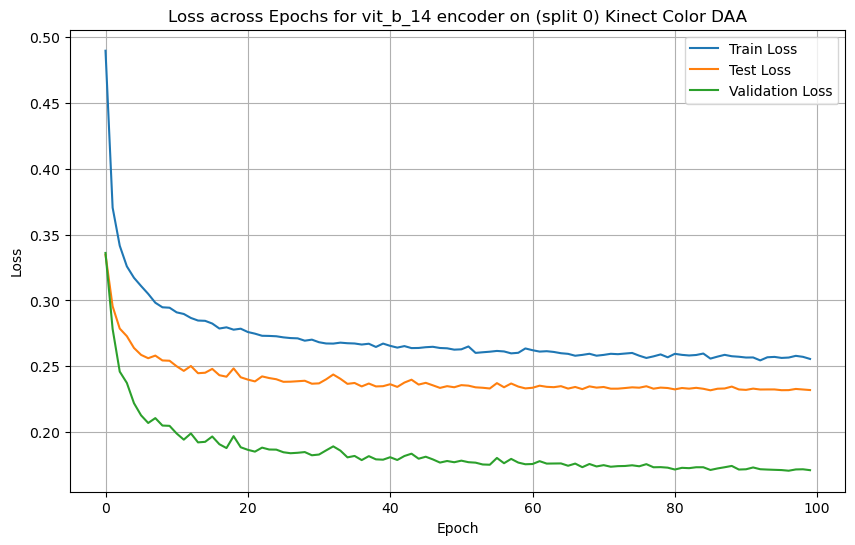 Loss across Epochs for vit_b_14 encoder on (split 0) Kinect Color DAA
Train Loss
Test Loss
Validation Loss
Loss
0.50
0.45
0.40
0.35
0.30
0.25
0.20
0
20
40
60
80
100
Epoch